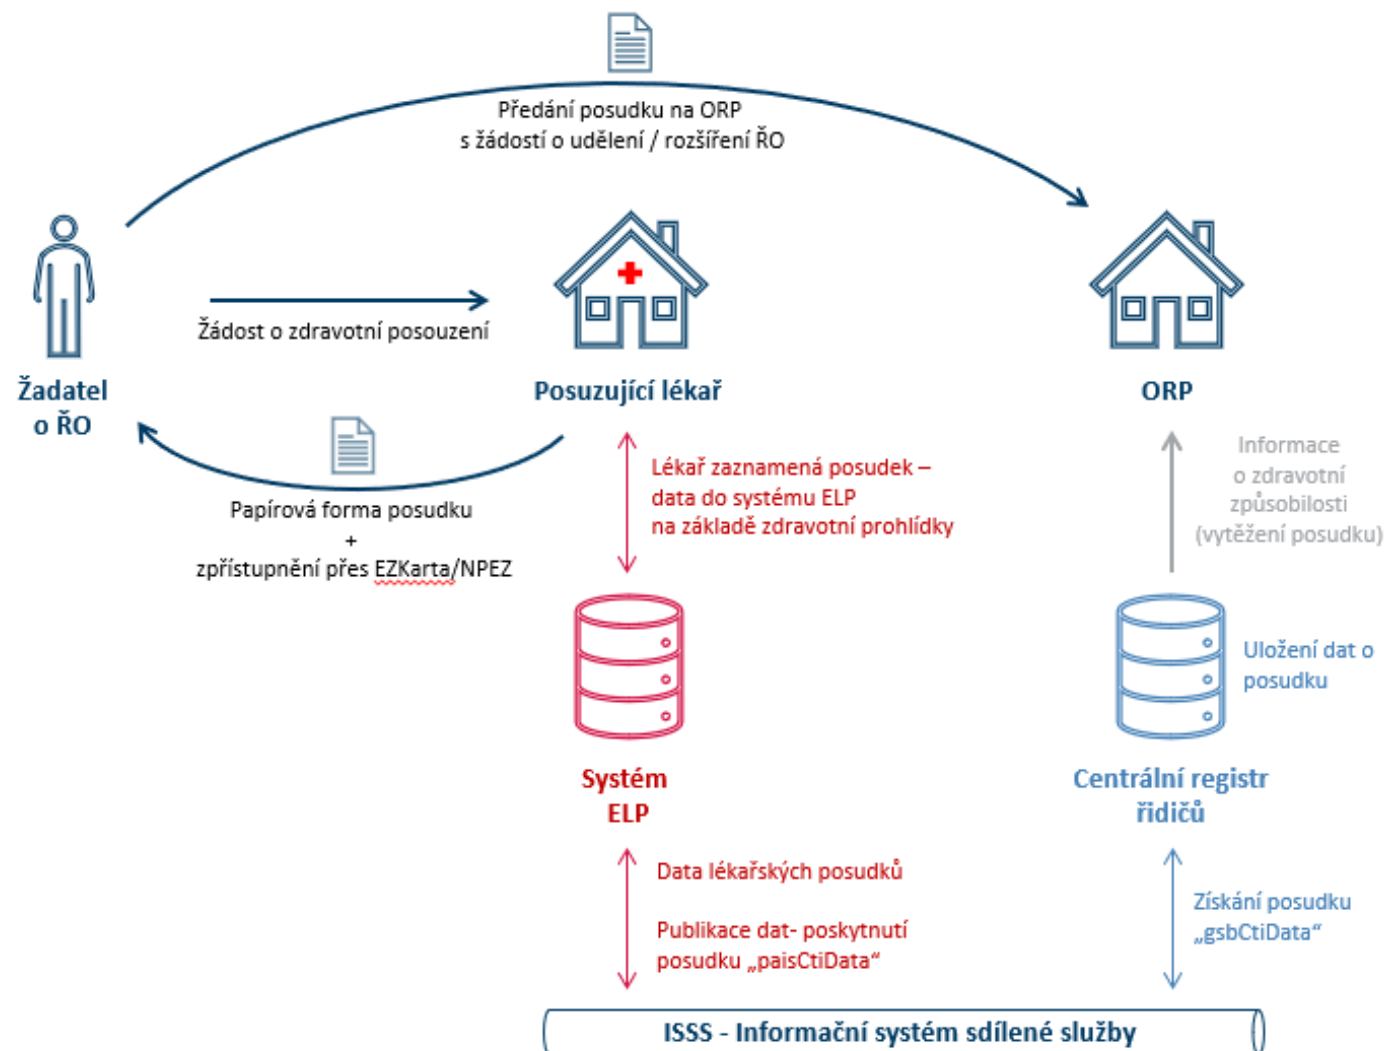 Předání posudku na ORP
s žádostí o udělení / rozšíření ŘO
Žádost o zdravotní posouzení
Žadatel
o ŘO
Posuzující lékař
ORP
Papírová forma posudku
+
zpřístupnění přes EZKarta/NPEZ
Lékař zaznamená posudek –
data do systému ELP
na základě zdravotní prohlídky
Informace
o zdravotní
způsobilosti
(vytěžení posudku)
Uložení dat o
posudku
Systém
ELP
Centrální registr
řidičů
Data lékařských posudků
Publikace dat- poskytnutí
posudku „paisCtiData“
Získání posudku
„gsbCtiData“
ISSS - Informační systém sdílené služby